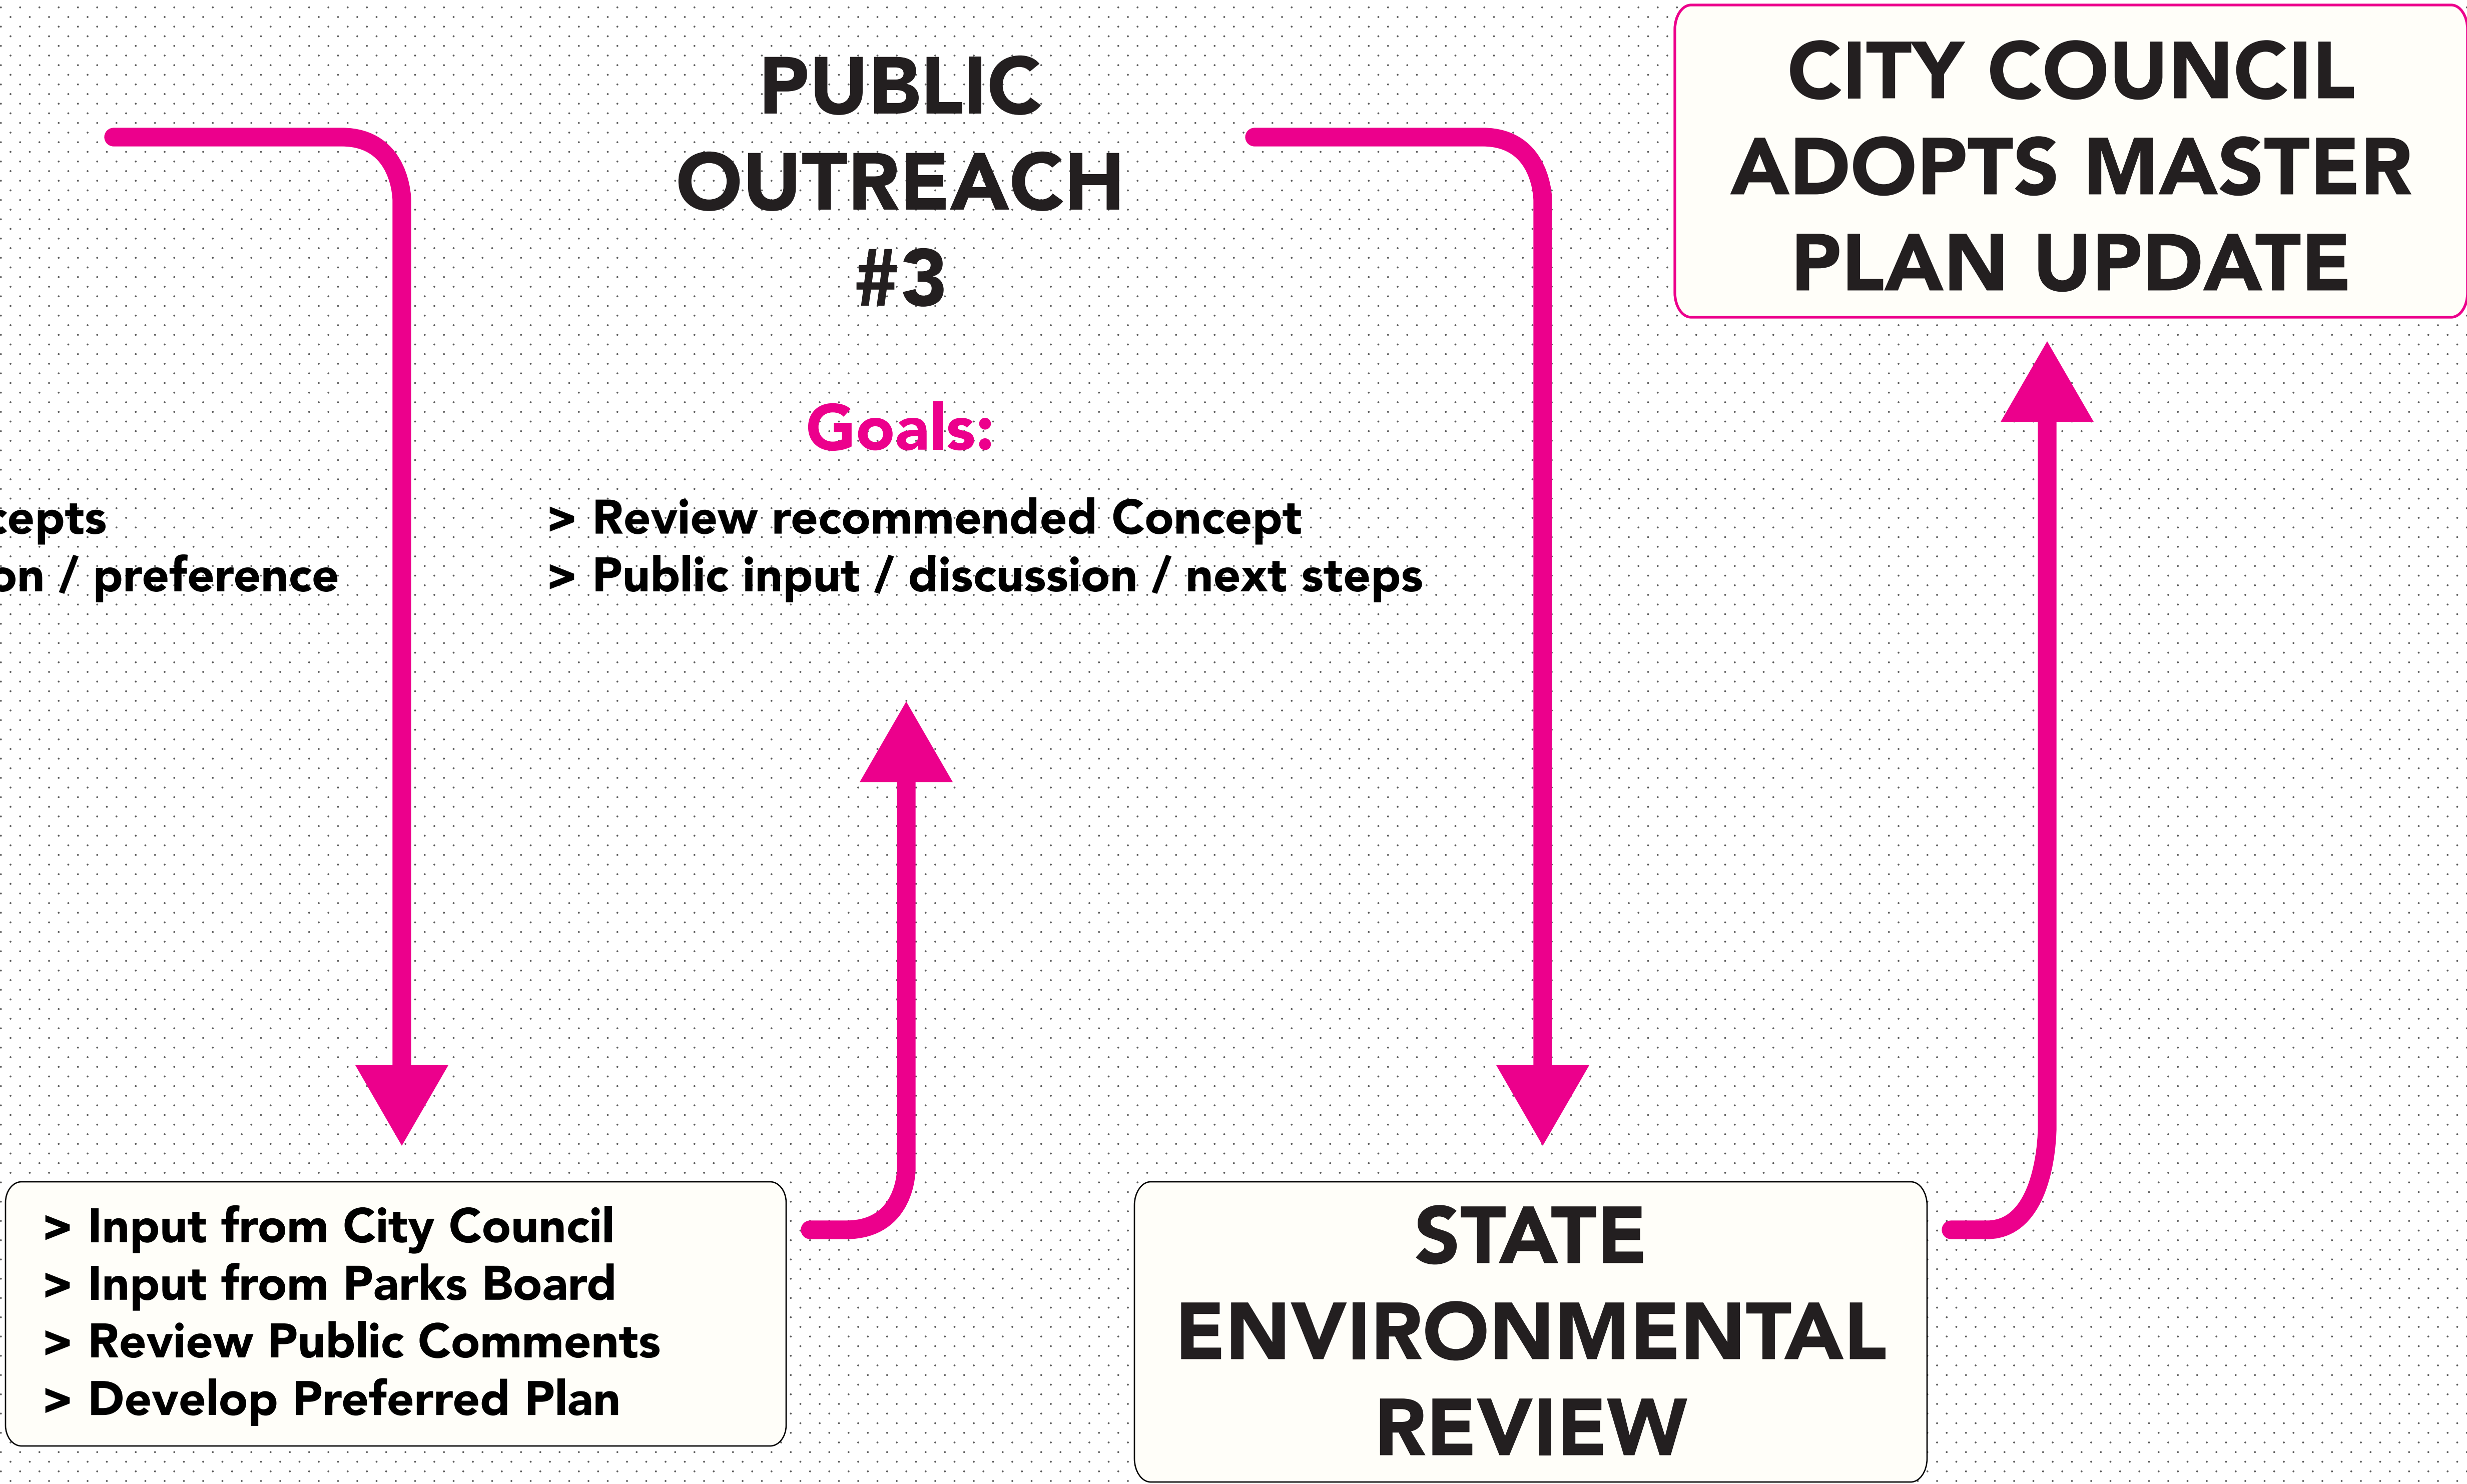 PUBLIC
OUTREACH
#3
Goals:
> Review recommended Concept
> Public input / discussion / next steps
/ preference
> Input from City Council
> Input from Parks Board
> Review Public Comments
> Develop Preferred Plan
STATE
ENVIRONMENTAL
REVIEW
CITY COUNCIL
ADOPTS MASTER
PLAN UPDATE